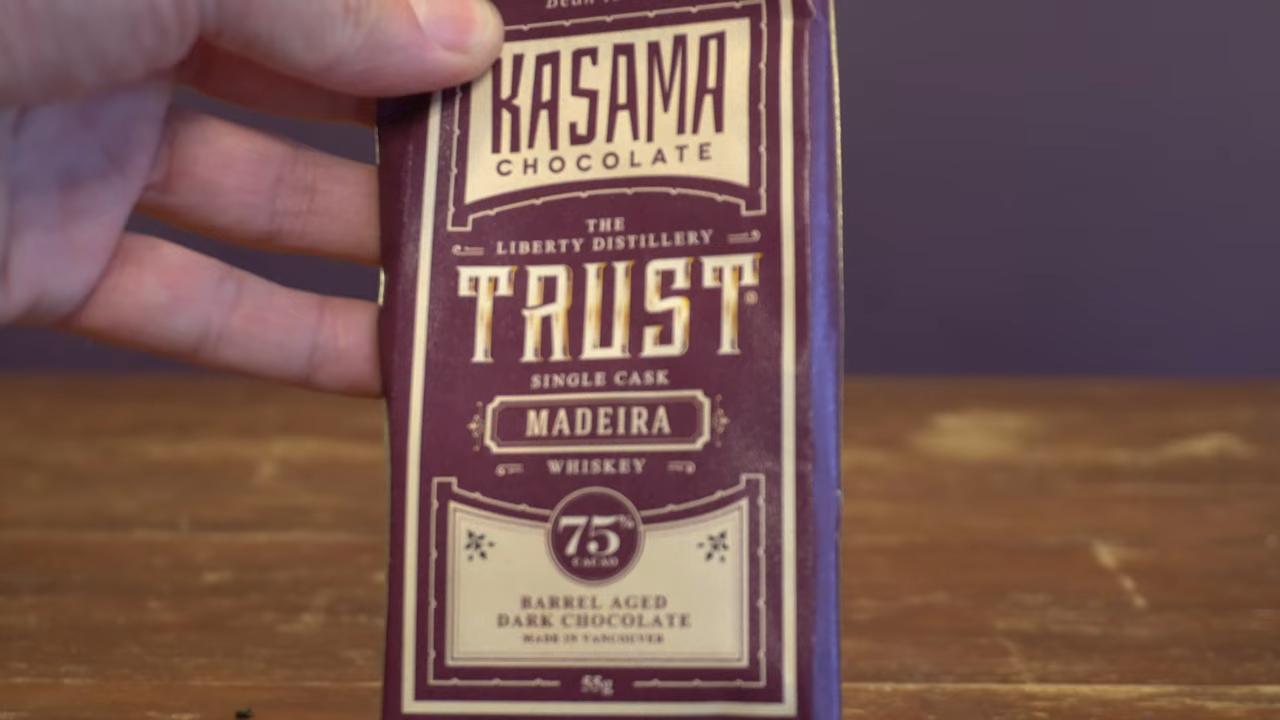 KASAMA
CHOCOLATE
THE
LIBERTY DISTILLERY
TRUST®
SINGLE CASK
MADEIRA
WHISKEY
75%
CACAO
BARREL AGED
DARK CHOCOLATE
MADE IN VANCOUVER
55g